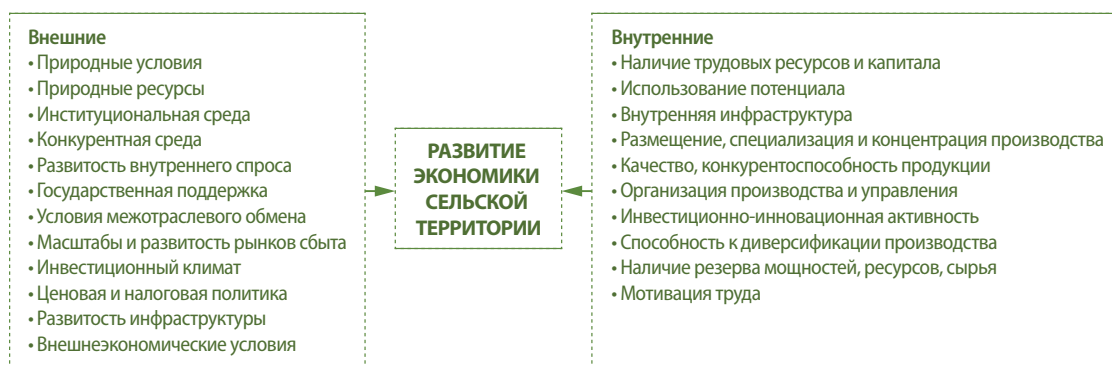 Внешние
• Природные условия
• Природные ресурсы
• Институциональная среда
• Конкурентная среда
• Развитость внутреннего спроса
• Государственная поддержка
• Условия межотраслевого обмена
• Масштабы и развитость рынков сбыта
• Инвестиционный климат
• Ценовая и налоговая политика
• Развитость инфраструктуры
• Внешнеэкономические условия
РАЗВИТИЕ
ЭКОНОМИКИ
СЕЛЬСКОЙ
ТЕРРИТОРИИ
Внутренние
• Наличие трудовых ресурсов и капитала
• Использование потенциала
• Внутренняя инфраструктура
• Размещение, специализация и концентрация производства
• Качество, конкурентоспособность продукции
• Организация производства и управления
• Инвестиционно-инновационная активность
• Способность к диверсификации производства
• Наличие резерва мощностей, ресурсов, сырья
• Мотивация труда